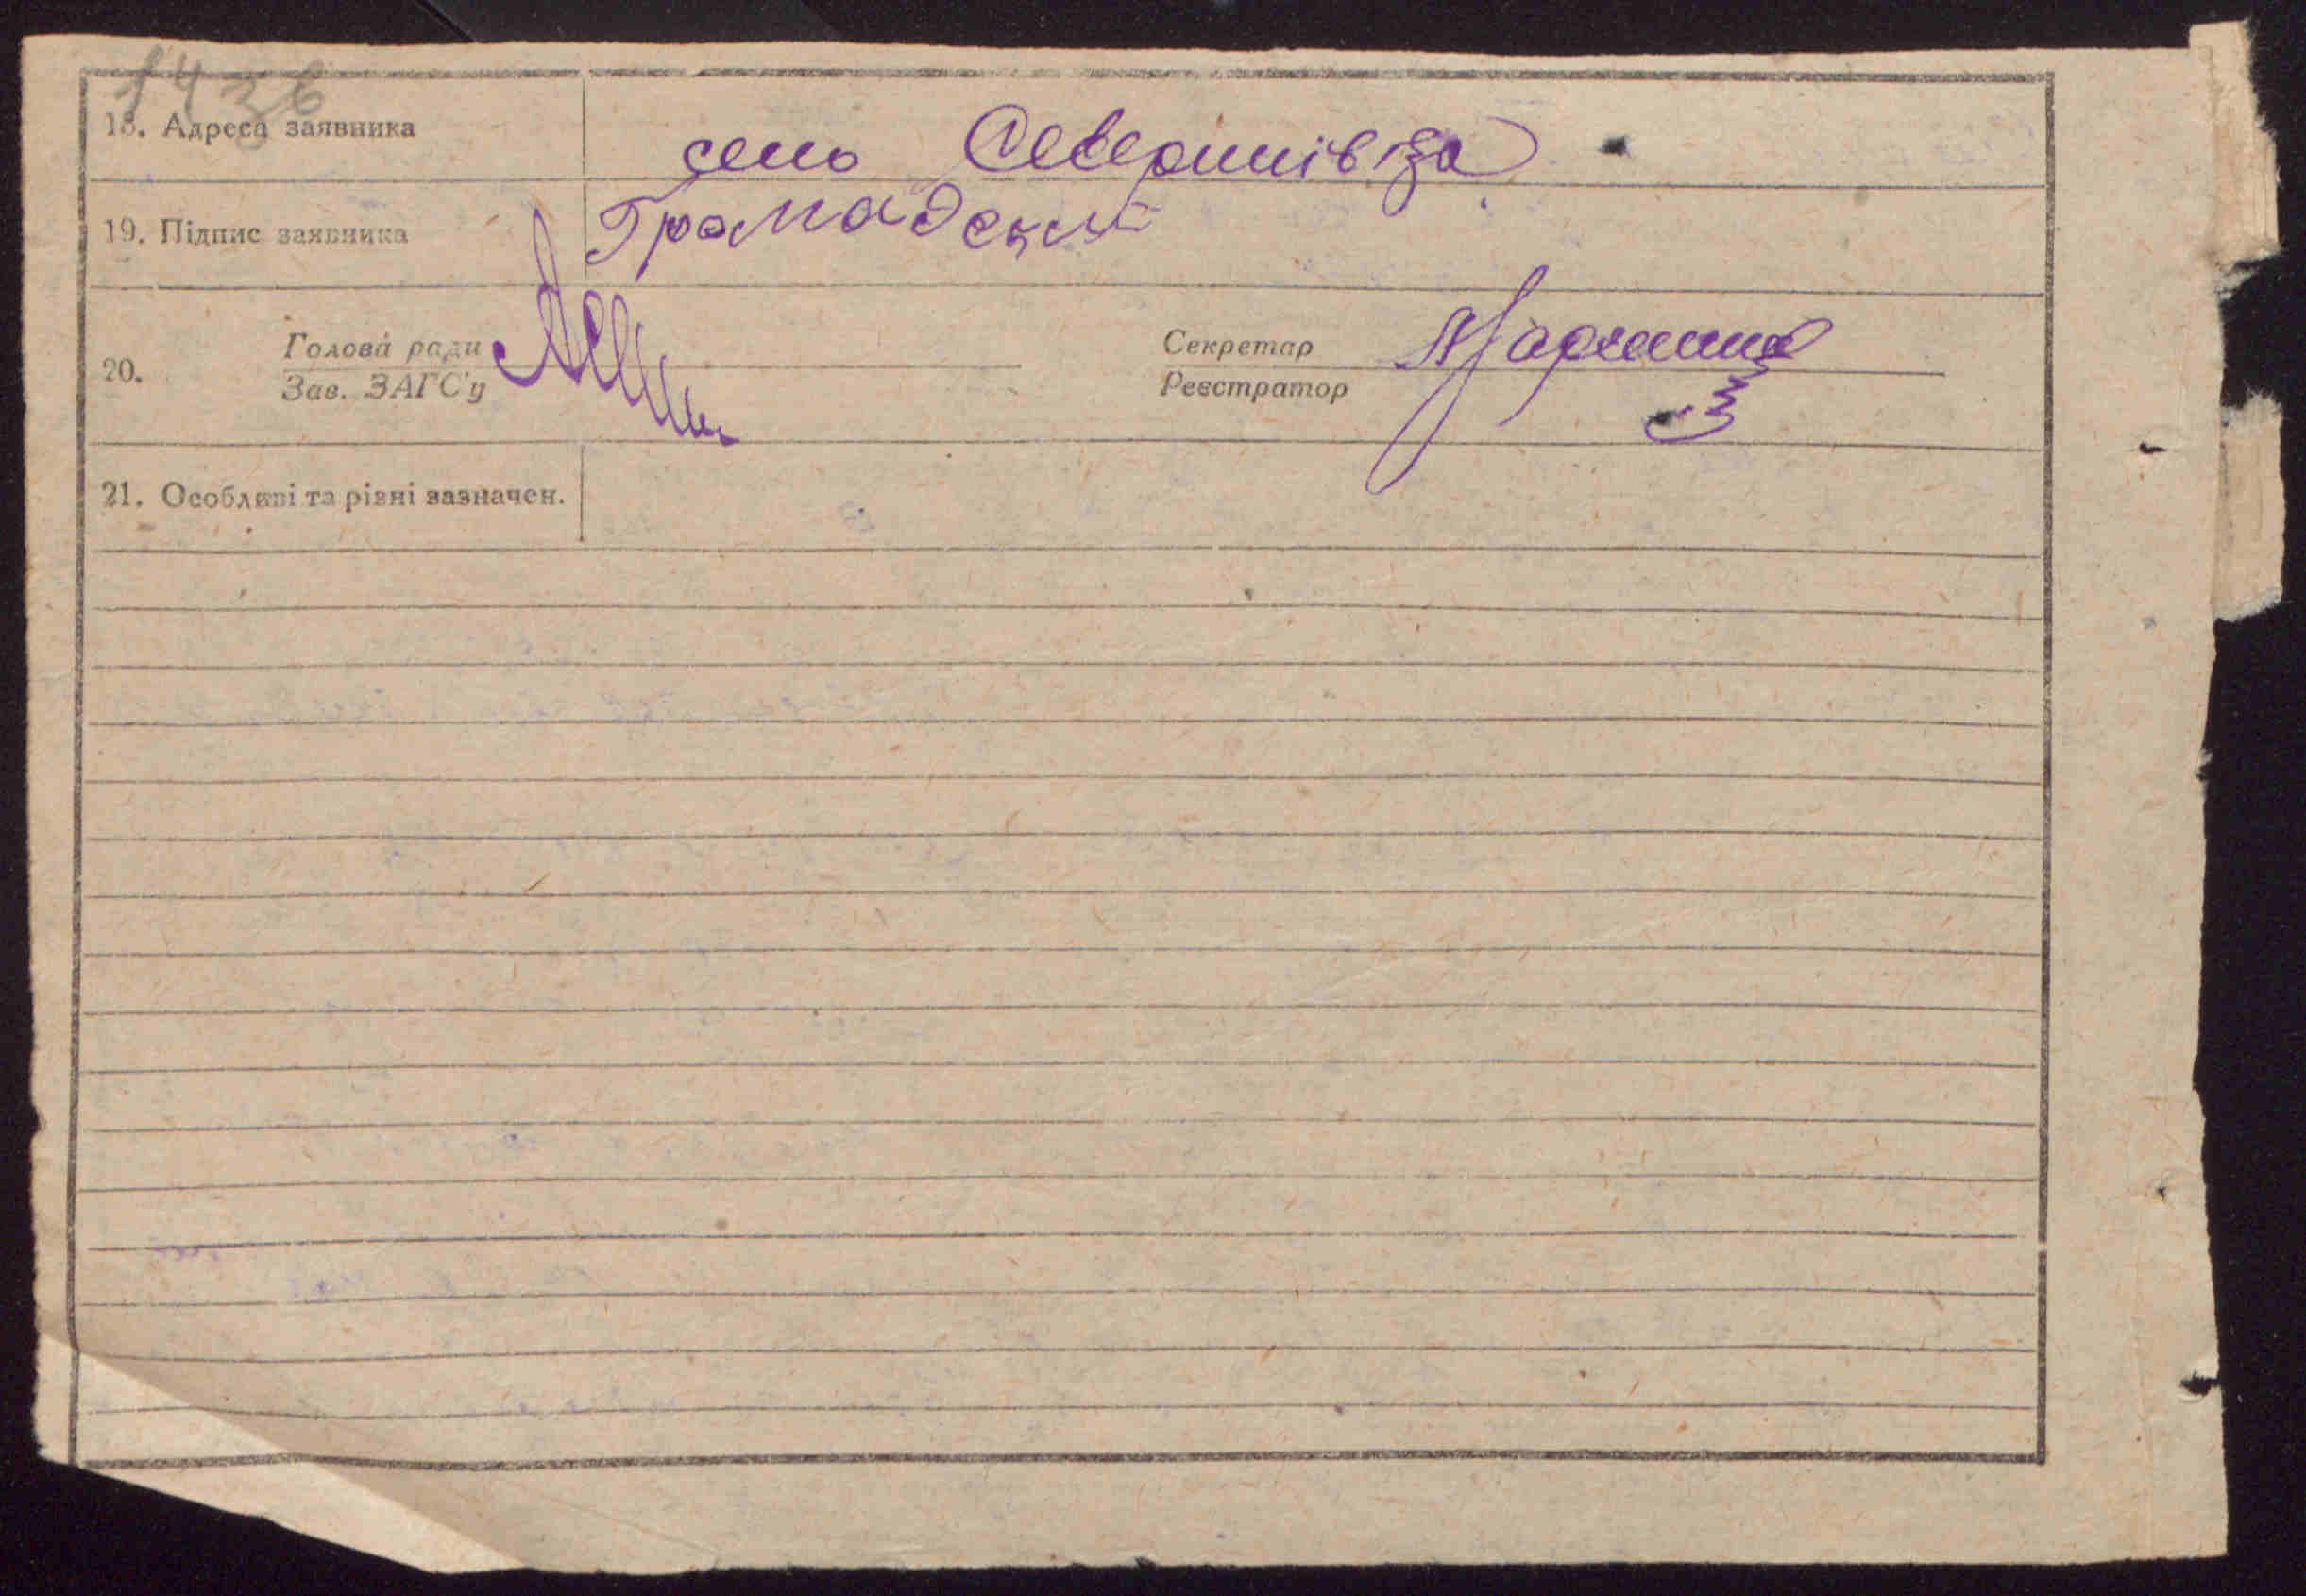 1436
18. Адреса заявника село Северинівка
19. Підпис заявника Громадський
20. Голова ради Секретар
Зав. ЗАГС'у Реєстратор
21. Особливі та різні зазначен.